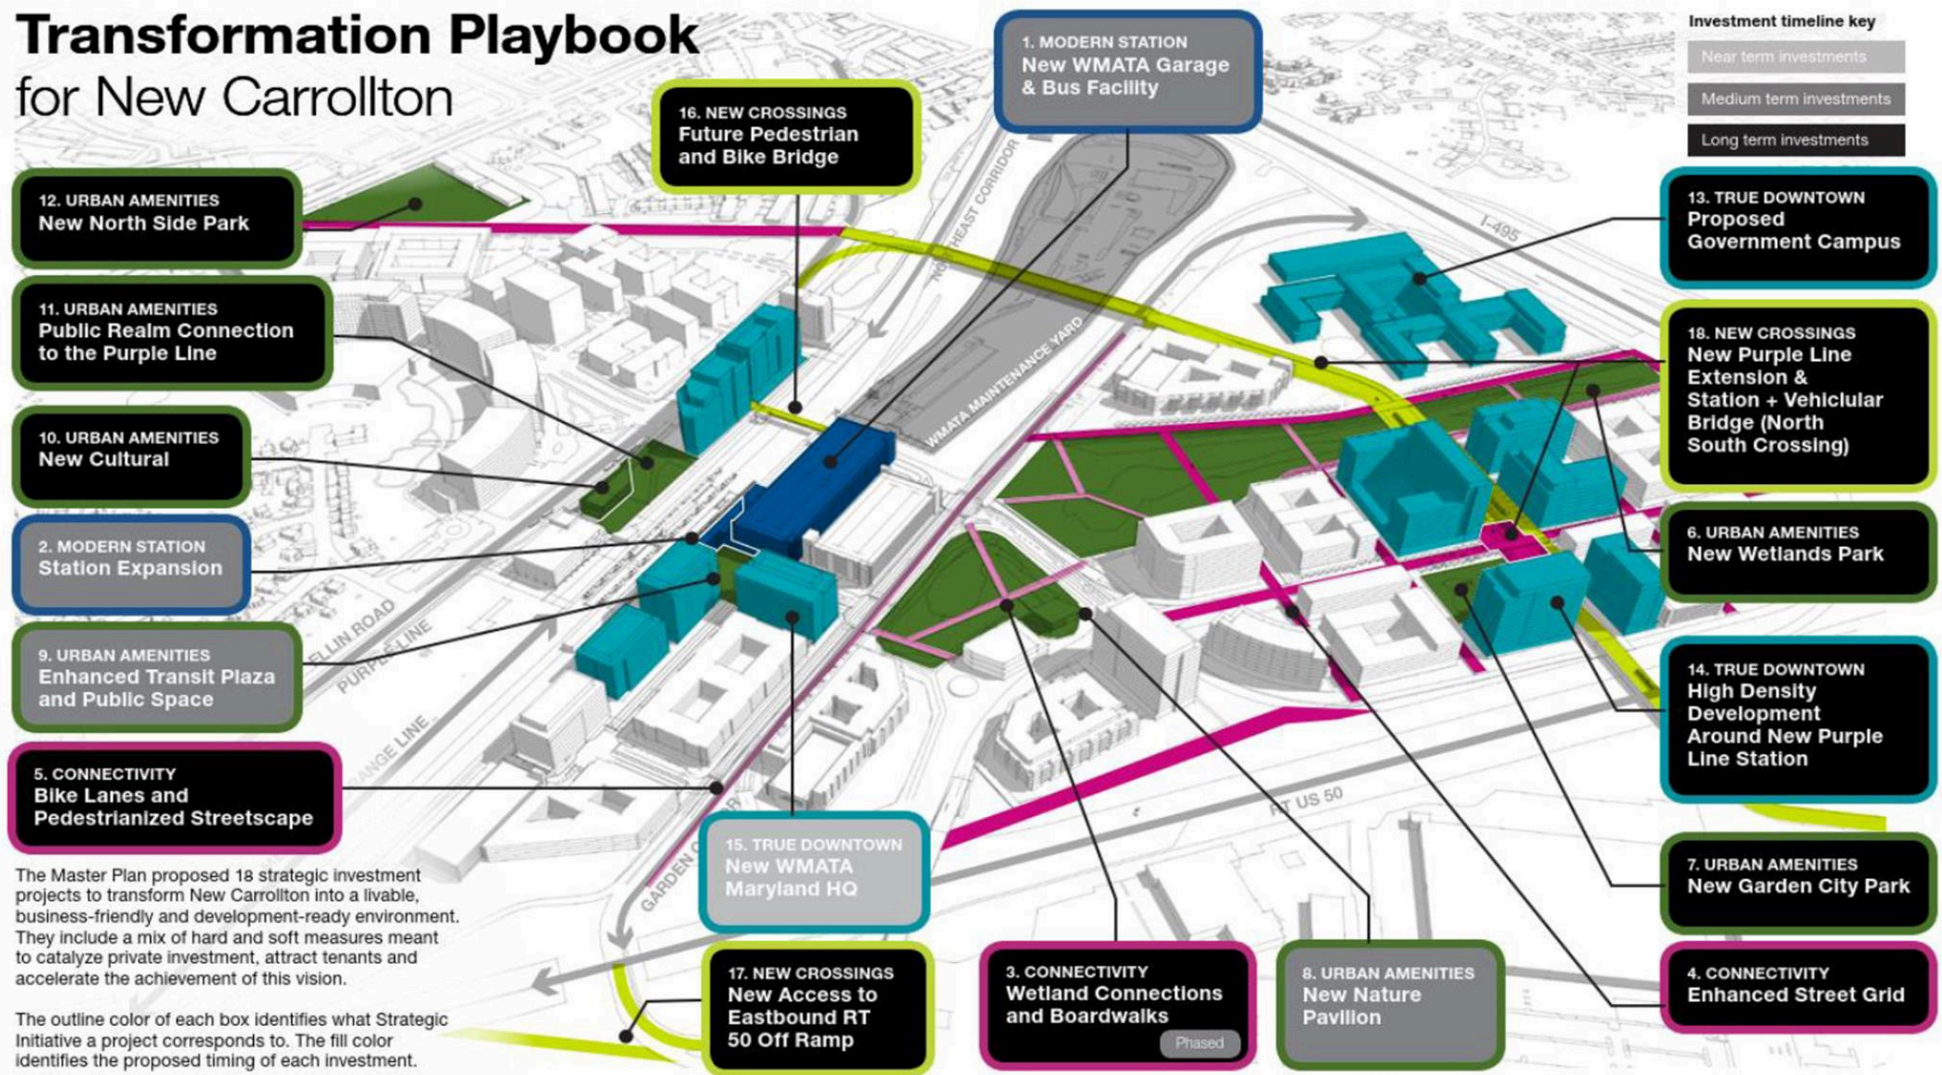 Transformation Playbook
for New Carrollton
Investment timeline key
Near term investments
Medium term investments
Long term investments
1. MODERN STATION
New WMATA Garage
& Bus Facility
16. NEW CROSSINGS
Future Pedestrian
and Bike Bridge
12. URBAN AMENITIES
New North Side Park
11. URBAN AMENITIES
Public Realm Connection
to the Purple Line
10. URBAN AMENITIES
New Cultural
2. MODERN STATION
Station Expansion
9. URBAN AMENITIES
Enhanced Transit Plaza
and Public Space
5. CONNECTIVITY
Bike Lanes and
Pedestrianized Streetscape
13. TRUE DOWNTOWN
Proposed
Government Campus
18. NEW CROSSINGS
New Purple Line
Extension &
Station + Vehiclular
Bridge (North
South Crossing)
6. URBAN AMENITIES
New Wetlands Park
14. TRUE DOWNTOWN
High Density
Development
Around New Purple
Line Station
7. URBAN AMENITIES
New Garden City Park
4. CONNECTIVITY
Enhanced Street Grid
15. TRUE DOWNTOWN
New WMATA
Maryland HQ
17. NEW CROSSINGS
New Access to
Eastbound RT
50 Off Ramp
3. CONNECTIVITY
Wetland Connections
and Boardwalks
Phased
8. URBAN AMENITIES
New Nature
Pavilion
I-495
WMATA MAINTENANCE YARD
CORRIDOR
ELLIN ROAD
PURPLE LINE
LINE
GARDEN
RT US 50
The Master Plan proposed 18 strategic investment
projects to transform New Carrollton into a livable,
business-friendly and development-ready environment.
They include a mix of hard and soft measures meant
to catalyze private investment, attract tenants and
accelerate the achievement of this vision.
The outline color of each box identifies what Strategic
Initiative a project corresponds to. The fill color
identifies the proposed timing of each investment.